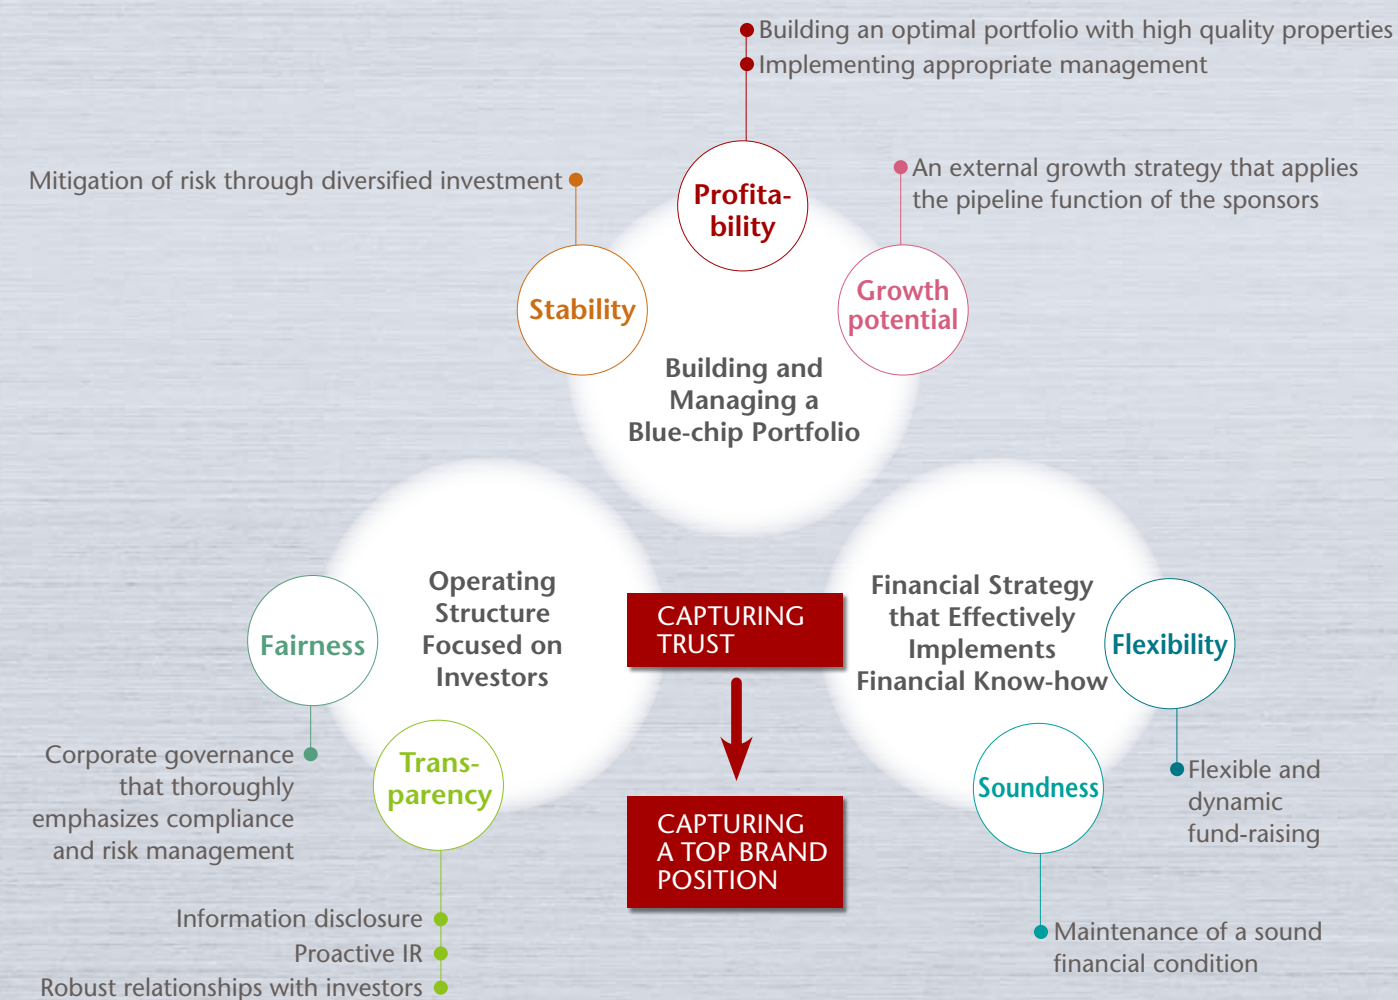 Building an optimal portfolio with high quality properties
Implementing appropriate management
Mitigation of risk through diversified investment
An external growth strategy that applies
the pipeline function of the sponsors
Profita-
bility
Stability
Growth
potential
Building and
Managing a
Blue-chip Portfolio
Operating
Structure
Focused on
Investors
Fairness
Trans-
parency
Corporate governance
that thoroughly
emphasizes compliance
and risk management
Information disclosure
Proactive IR
Robust relationships with investors
CAPTURING
TRUST
CAPTURING
A TOP BRAND
POSITION
Financial Strategy
that Effectively
Implements
Financial Know-how
Flexibility
Soundness
Flexible and
dynamic
fund-raising
Maintenance of a sound
financial condition